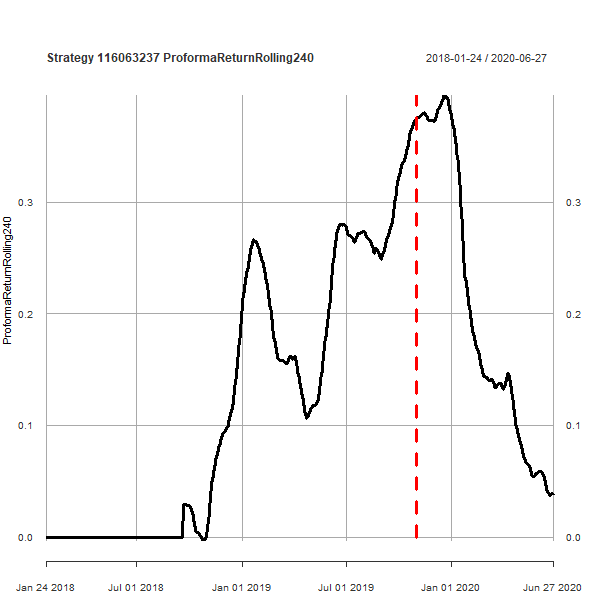 Strategy 116063237 ProformaReturnRolling240
2018-01-24 / 2020-06-27
ProformaReturnRolling240
0.3
0.3
0.2
0.2
0.1
0.1
0.0
0.0
Jan 24 2018
Jul 01 2018
Jan 01 2019
Jul 01 2019
Jan 01 2020
Jun 27 2020